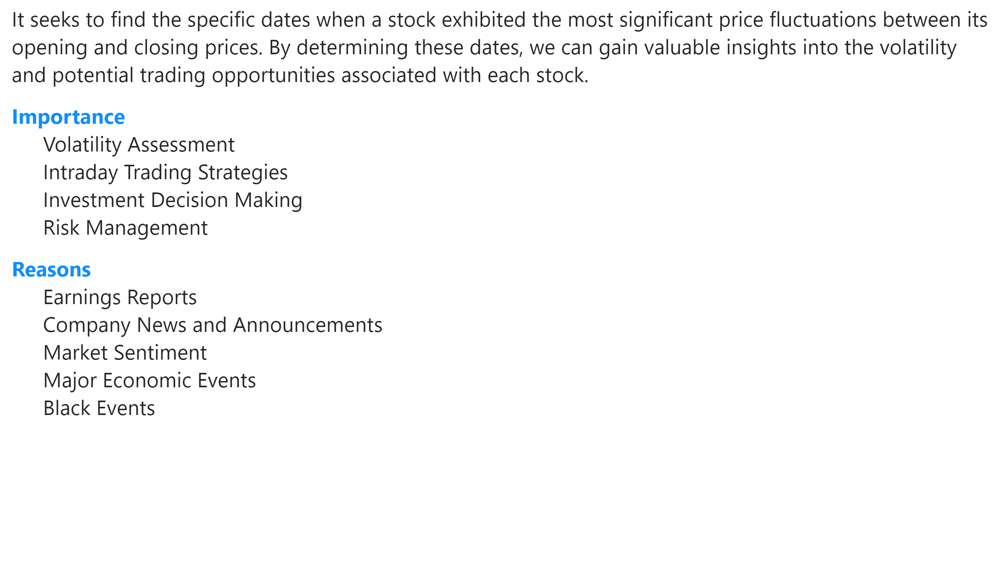 It seeks to find the specific dates when a stock exhibited the most significant price fluctuations between its
opening and closing prices. By determining these dates, we can gain valuable insights into the volatility
and potential trading opportunities associated with each stock.
Importance
Volatility Assessment
Intraday Trading Strategies
Investment Decision Making
Risk Management
Reasons
Earnings Reports
Company News and Announcements
Market Sentiment
Major Economic Events
Black Events